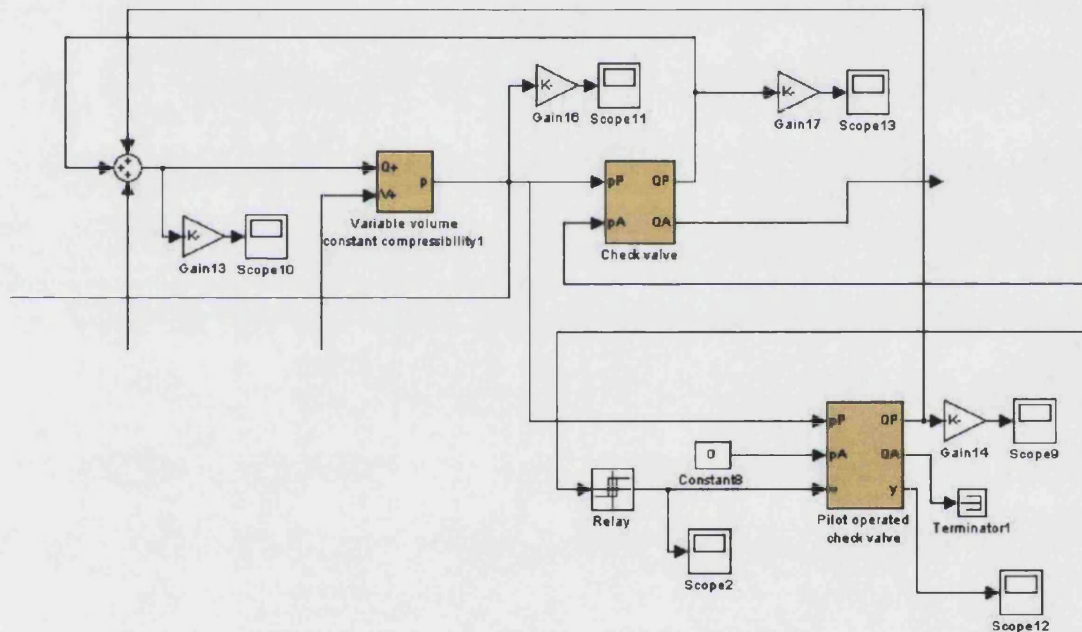 K-
Gain16
Scope11
K-
Gain17
Scope13
+
+
+
Q+
p
Variable volume
constant compressibility1
K-
Gain13
Scope10
pP
QP
pA
QA
Check valve
pP
QP
pA
QA
y
Pilot operated
check valve
0
Constant8
K-
Gain14
Scope9
Relay
Terminator1
Scope2
Scope12